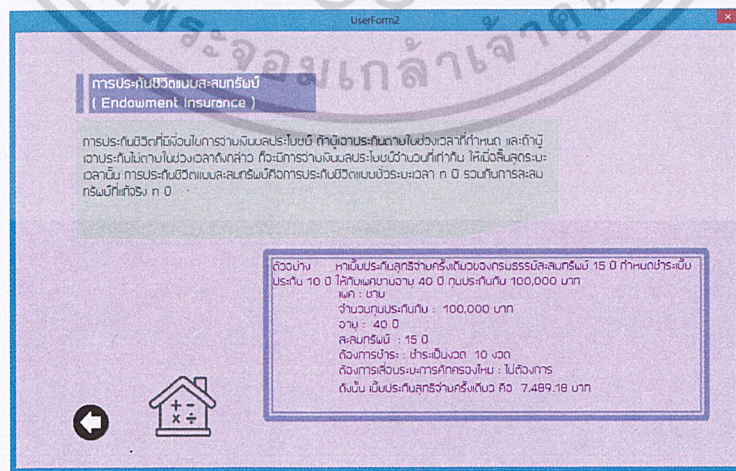 พระจอมเกล้าเจ้าคุณ
UserForm2
การประกันชีวิตแบบสะสมทรัพย์
( Endowment Insurance )
การประกันชีวิตที่มีเงื่อนไขการจ่ายเงินผลประโยชน์ ถ้าผู้เอาประกันตายในช่วงเวลาที่กำหนด และถ้าผู้
เอาประกันไม่ตายในช่วงเวลาดังกล่าว ก็จะมีการจ่ายเงินผลประโยชน์จำนวนที่เท่ากัน ให้เมื่อสิ้นสุดระยะ
เวลานั้น การประกันชีวิตแบบสะสมทรัพย์คือการประกันชีวิตแบบชั่วระยะเวลา n ปี รวมกับการสะสม
ทรัพย์ที่แท้จริง n ปี
ตัวอย่าง หาเบี้ยประกันสุทธิจ่ายครั้งเดียวของกรมธรรม์สะสมทรัพย์ 15 ปี กำหนดชำระเบี้ย
ประกัน 10 ปี ให้กับเพศชายอายุ 40 ปี ทุนประกันภัย 100,000 บาท
เพศ : ชาย
จำนวนทุนประกันภัย : 100,000 บาท
อายุ : 40 ปี
สะสมทรัพย์ : 15 ปี
ต้องการชำระ : ชำระเป็นงวด 10 งวด
ต้องการเลื่อนระยะการคุ้มครองไหม : ไม่ต้องการ
ดังนั้น เบี้ยประกันสุทธิจ่ายครั้งเดียว คือ 7,489.18 บาท